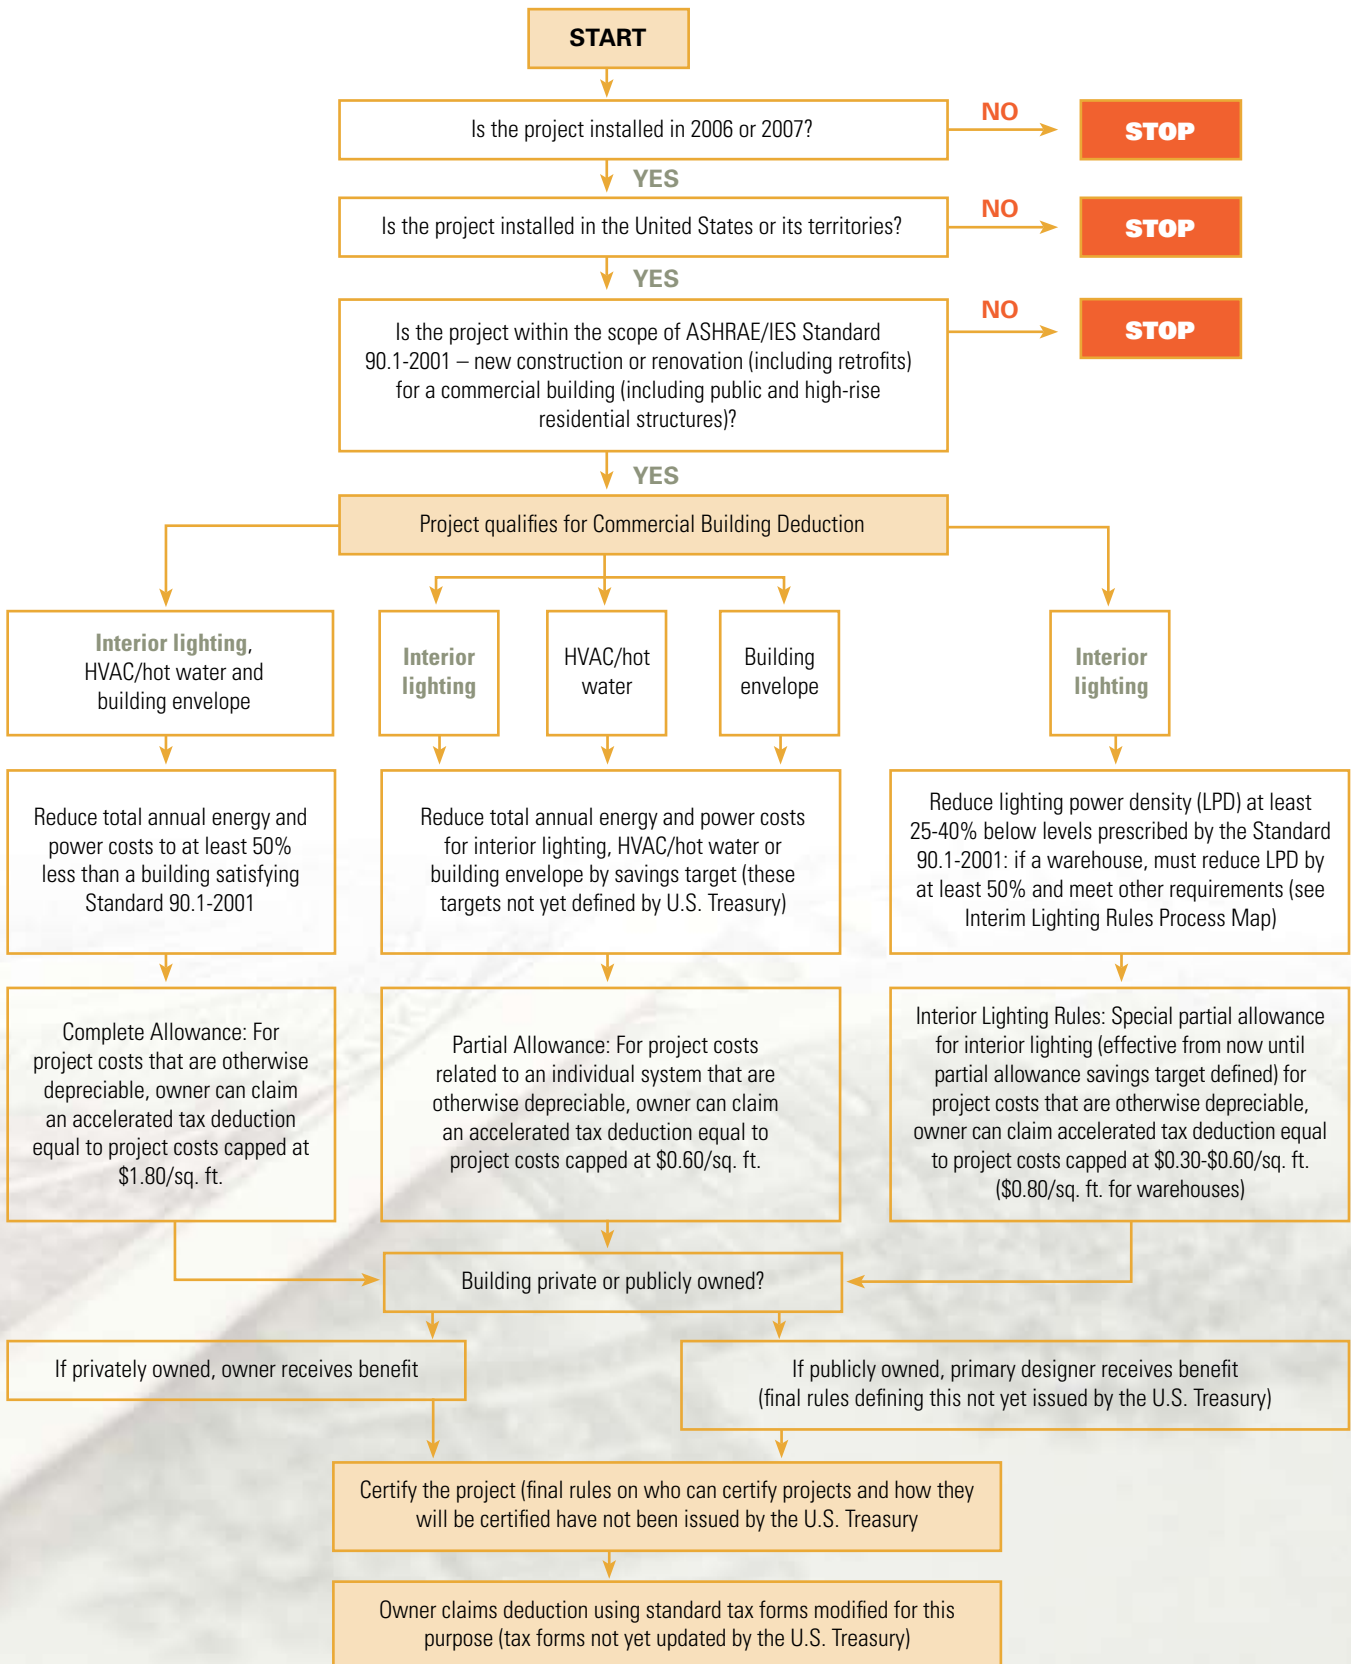 START
Is the project installed in 2006 or 2007?
NO
STOP
YES
Is the project installed in the United States or its territories?
NO
STOP
YES
Is the project within the scope of ASHRAE/IES Standard
90.1-2001 – new construction or renovation (including retrofits)
for a commercial building (including public and high-rise
residential structures)?
NO
STOP
YES
Project qualifies for Commercial Building Deduction
Interior lighting,
HVAC/hot water and
building envelope
Interior
lighting
HVAC/hot
water
Building
envelope
Interior
lighting
Reduce total annual energy and
power costs to at least 50%
less than a building satisfying
Standard 90.1-2001
Reduce total annual energy and power costs
for interior lighting, HVAC/hot water or
building envelope by savings target (these
targets not yet defined by U.S. Treasury)
Reduce lighting power density (LPD) at least
25-40% below levels prescribed by the Standard
90.1-2001: if a warehouse, must reduce LPD by
at least 50% and meet other requirements (see
Interim Lighting Rules Process Map)
Complete Allowance: For
project costs that are otherwise
depreciable, owner can claim
an accelerated tax deduction
equal to project costs capped at
$1.80/sq. ft.
Partial Allowance: For project costs
related to an individual system that are
otherwise depreciable, owner can claim
an accelerated tax deduction equal to
project costs capped at $0.60/sq. ft.
Interior Lighting Rules: Special partial allowance
for interior lighting (effective from now until
partial allowance savings target defined) for
project costs that are otherwise depreciable,
owner can claim accelerated tax deduction equal
to project costs capped at $0.30-$0.60/sq. ft.
($0.80/sq. ft. for warehouses)
Building private or publicly owned?
If privately owned, owner receives benefit
If publicly owned, primary designer receives benefit
(final rules defining this not yet issued by the U.S. Treasury)
Certify the project (final rules on who can certify projects and how they
will be certified have not been issued by the U.S. Treasury
Owner claims deduction using standard tax forms modified for this
purpose (tax forms not yet updated by the U.S. Treasury)